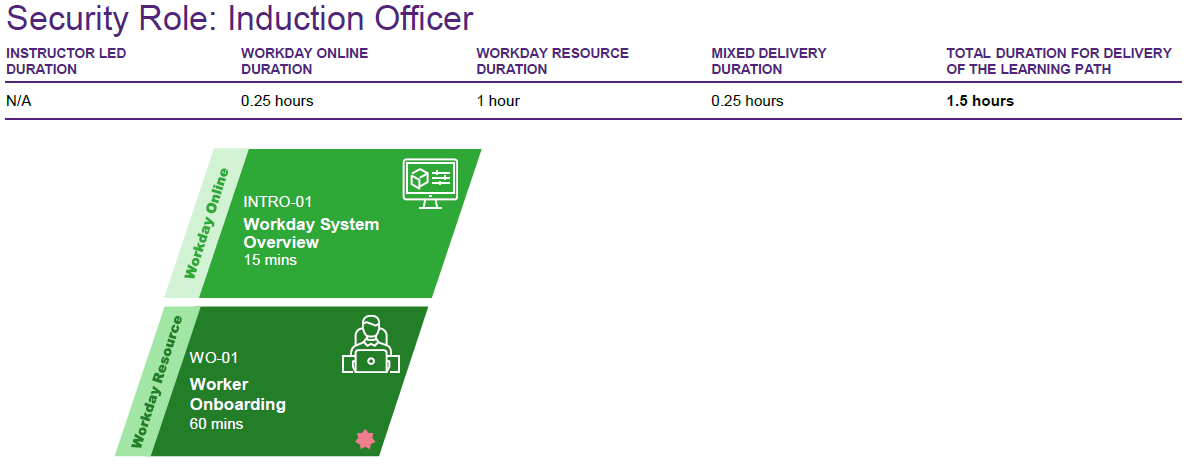 Security Role: Induction Officer
INSTRUCTOR LED DURATION
WORKDAY ONLINE DURATION
WORKDAY RESOURCE DURATION
MIXED DELIVERY DURATION
TOTAL DURATION FOR DELIVERY OF THE LEARNING PATH
N/A
0.25 hours
1 hour
0.25 hours
1.5 hours
Workday Online
INTRO-01
Workday System
Overview
15 mins
Workday Resource
WO-01
Worker
Onboarding
60 mins